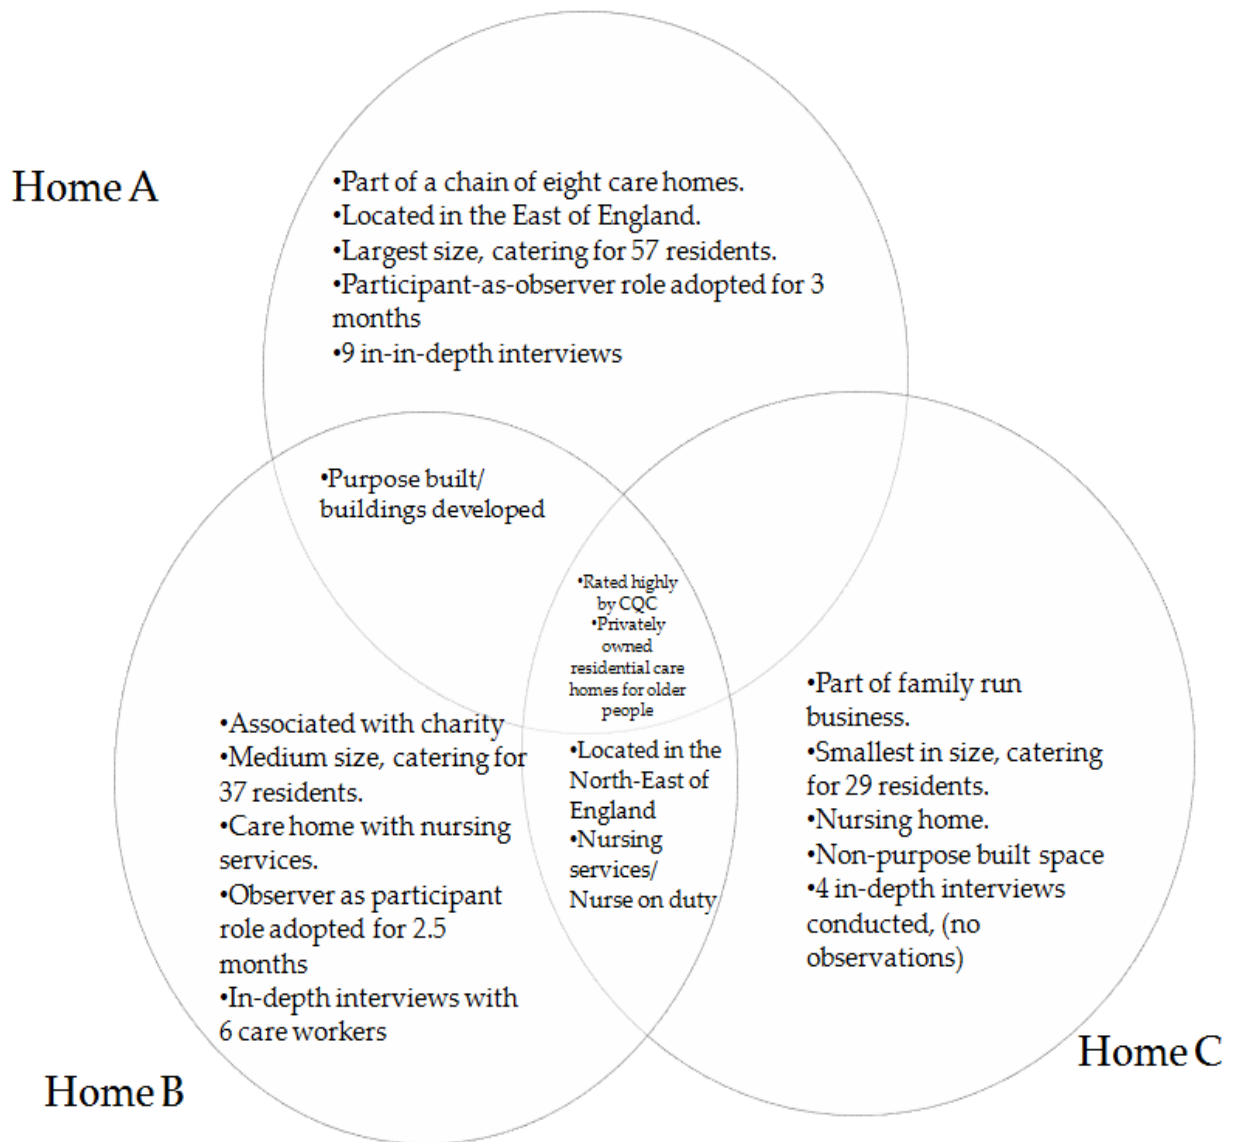 Home A
•Part of a chain of eight care homes.
•Located in the East of England.
•Largest size, catering for 57 residents.
•Participant-as-observer role adopted for 3
months
•9 in-in-depth interviews
•Purpose built/
buildings developed
•Rated highly
by CQC
•Privately
owned
residential care
homes for older
people
•Associated with charity
•Medium size, catering for
37 residents.
•Care home with nursing
services.
•Observer as participant
role adopted for 2.5
months
•In-depth interviews with
6 care workers
•Located in the
North-East of
England
•Nursing
services/
Nurse on duty
•Part of family run
business.
•Smallest in size, catering
for 29 residents.
•Nursing home.
•Non-purpose built space
•4 in-depth interviews
conducted, (no
observations)
Home B
Home C